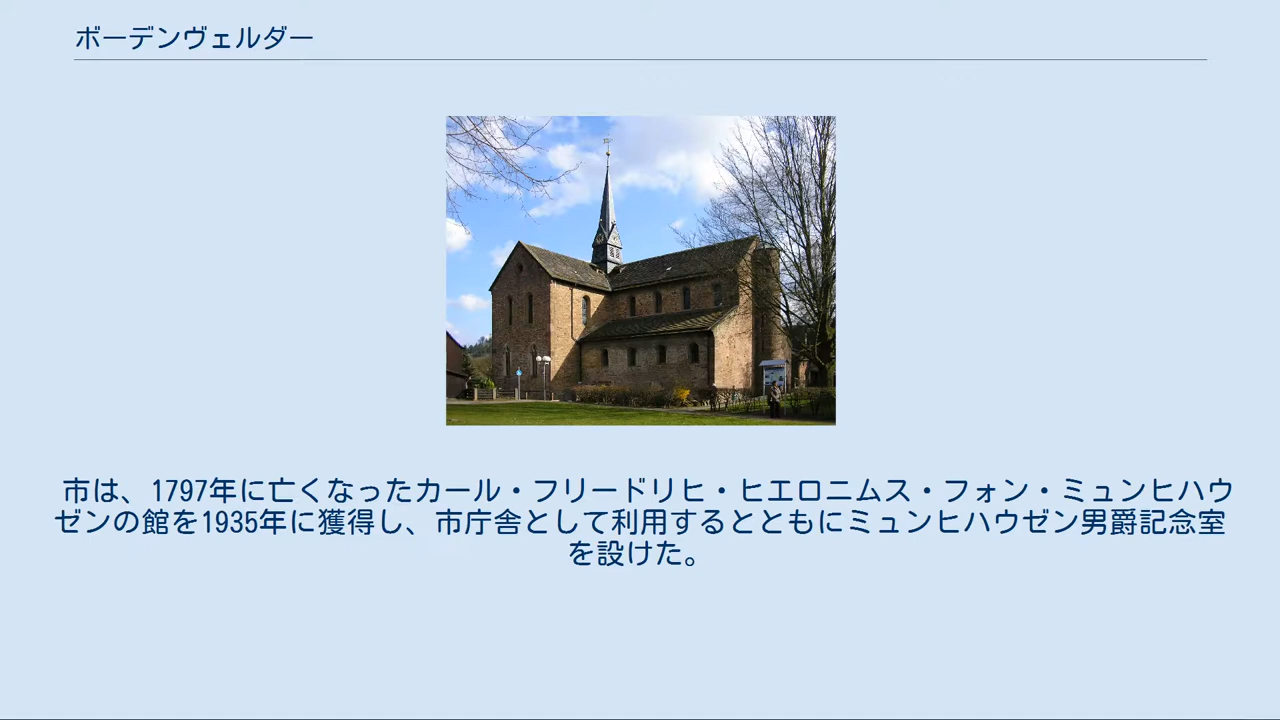 ボーデンヴェルダー
市は、1797年に亡くなったカール・フリードリヒ・ヒエロニムス・フォン・ミュンヒハウ
ゼンの館を1935年に獲得し、市庁舎として利用するとともにミュンヒハウゼン男爵記念室
を設けた。